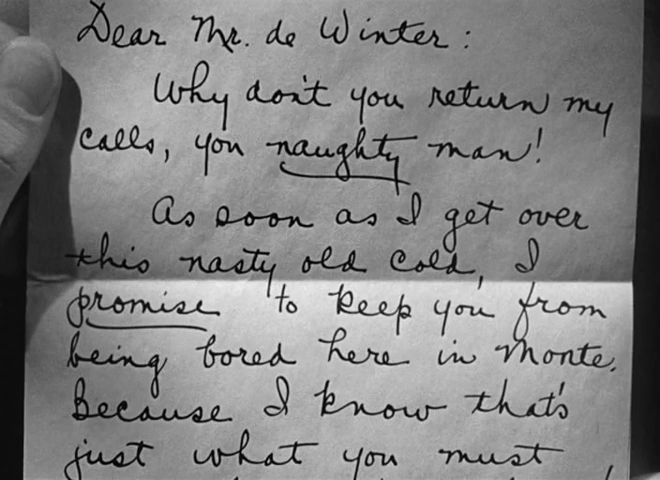 Dear Mr. de Winter:
Why don't you return my
calls, you naughty man!
As soon as I get over
this nasty old cold, I
promise to keep you from
being bored here in Monte.
Because I know that's
just what you must